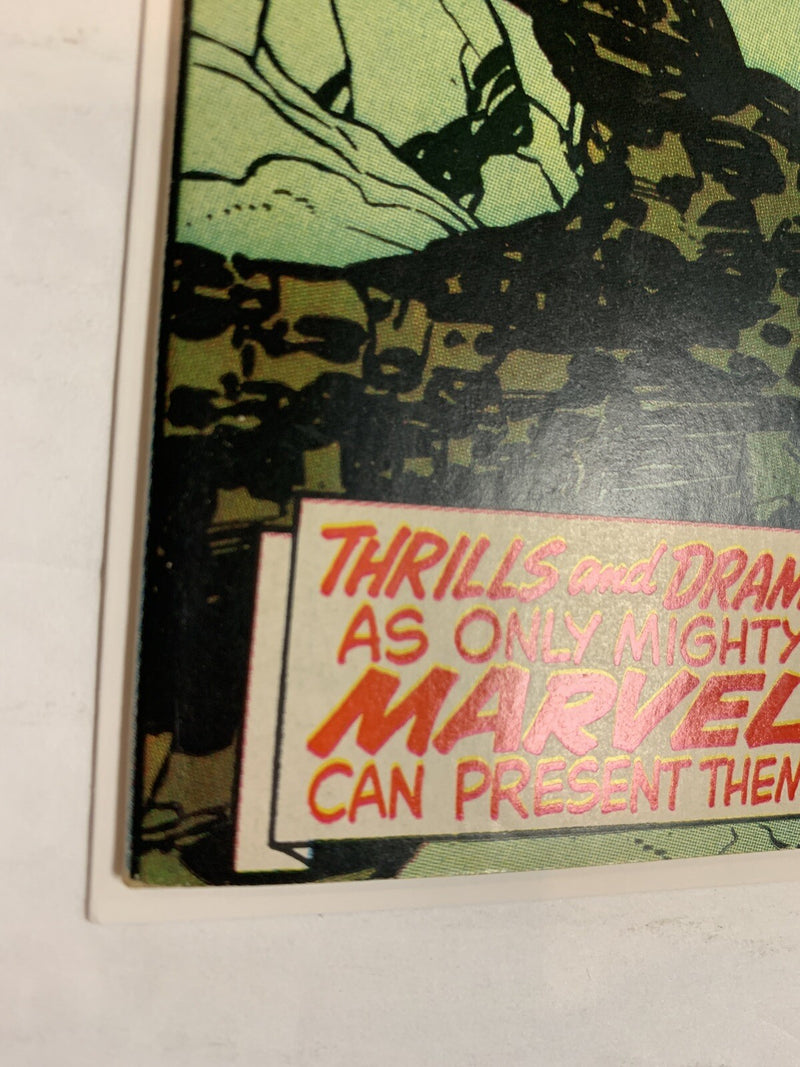 THRILLS and DRAM
AS ONLY MIGHTY
MARVEL
CAN PRESENT THEM